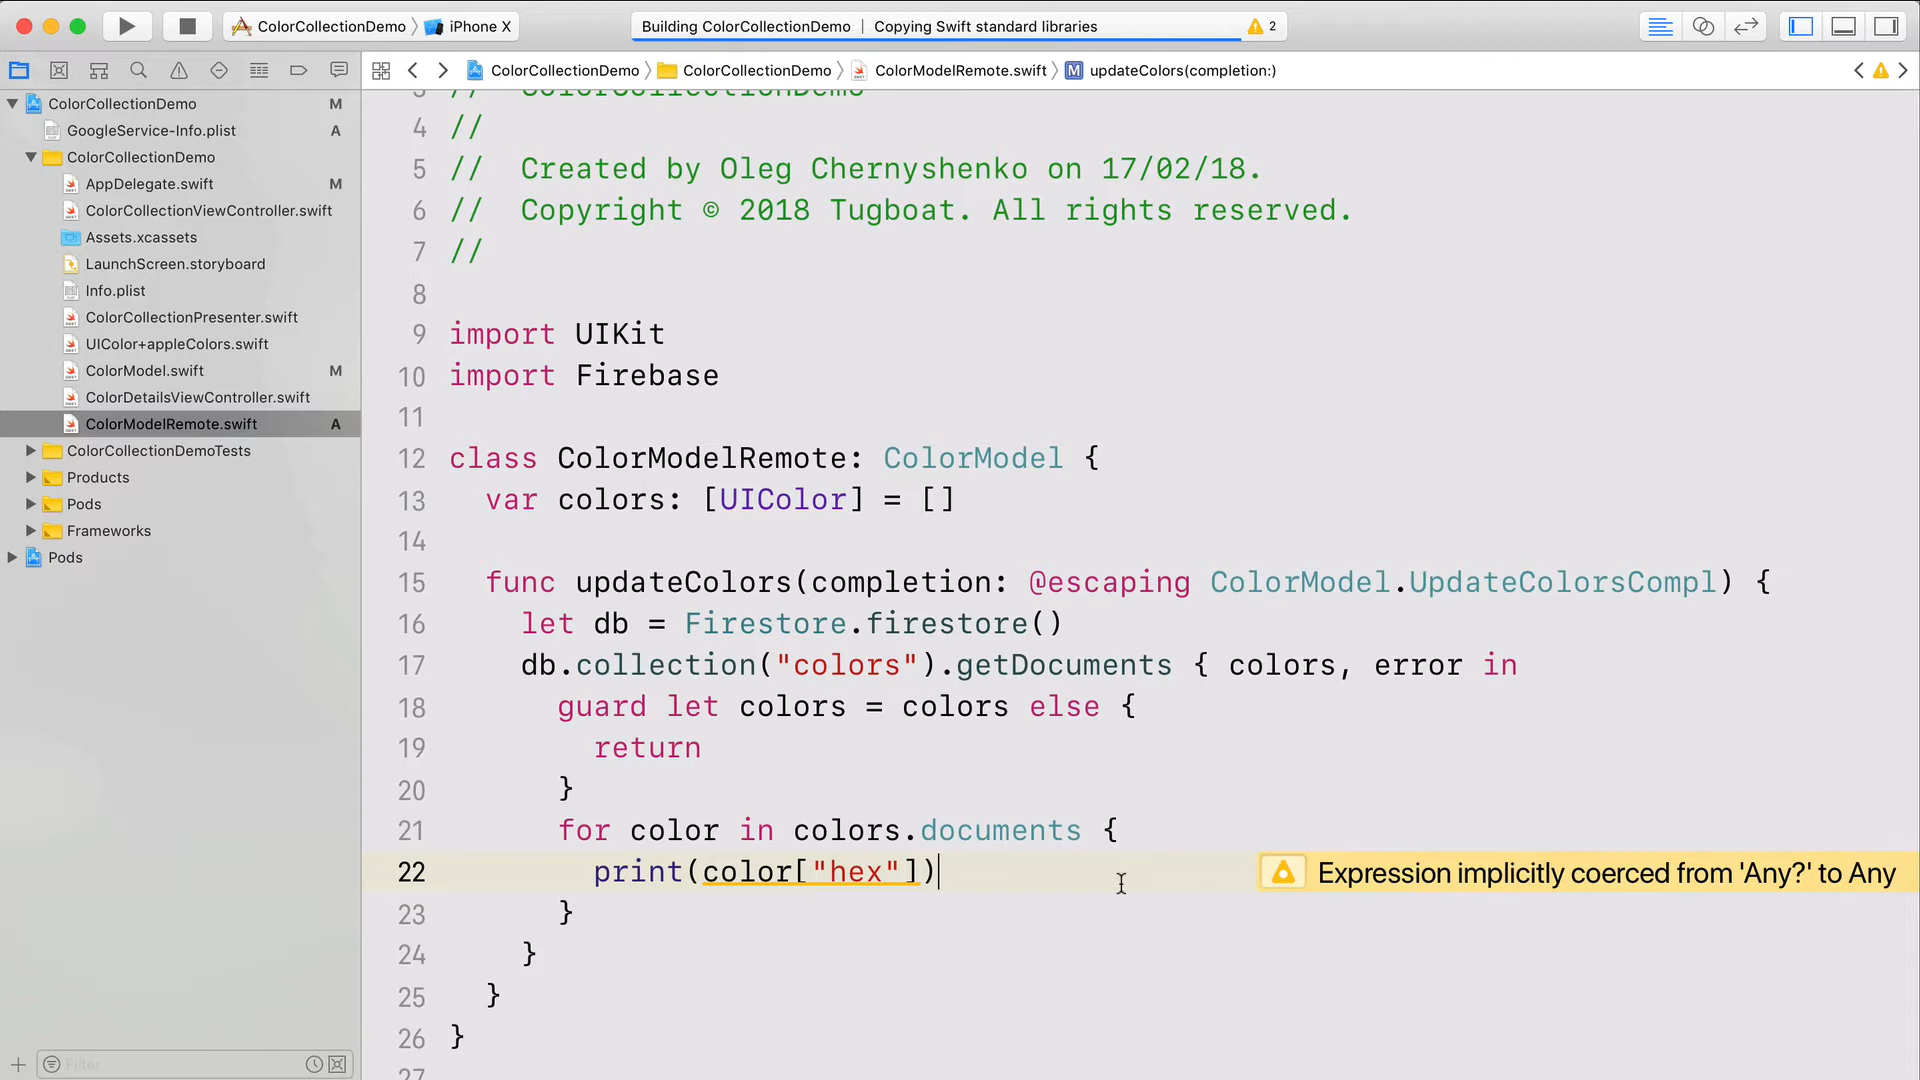 ColorCollectionDemo
iPhone X
Building ColorCollectionDemo | Copying Swift standard libraries
2
ColorCollectionDemo
ColorCollectionDemo
ColorModelRemote.swift
M
updateColors(completion:)
ColorCollectionDemo M
GoogleService-Info.plist A
ColorCollectionDemo
AppDelegate.swift M
ColorCollectionViewController.swift
Assets.xcassets
LaunchScreen.storyboard
Info.plist
ColorCollectionPresenter.swift
UIColor+appleColors.swift
ColorModel.swift M
ColorDetailsViewController.swift
ColorModelRemote.swift A
ColorCollectionDemoTests
Products
Pods
Frameworks
Pods
Filter
3 // ColorCollectionDemo
4 //
5 // Created by Oleg Chernyshenko on 17/02/18.
6 // Copyright © 2018 Tugboat. All rights reserved.
7 //
8
9 import UIKit
10 import Firebase
11
12 class ColorModelRemote: ColorModel {
13 var colors: [UIColor] = []
14
15 func updateColors(completion: @escaping ColorModel.UpdateColorsCompl) {
16 let db = Firestore.firestore()
17 db.collection("colors").getDocuments { colors, error in
18 guard let colors = colors else {
19 return
20 }
21 for color in colors.documents {
22 print(color["hex"])
Expression implicitly coerced from 'Any?' to Any
23 }
24 }
25 }
26 }
27